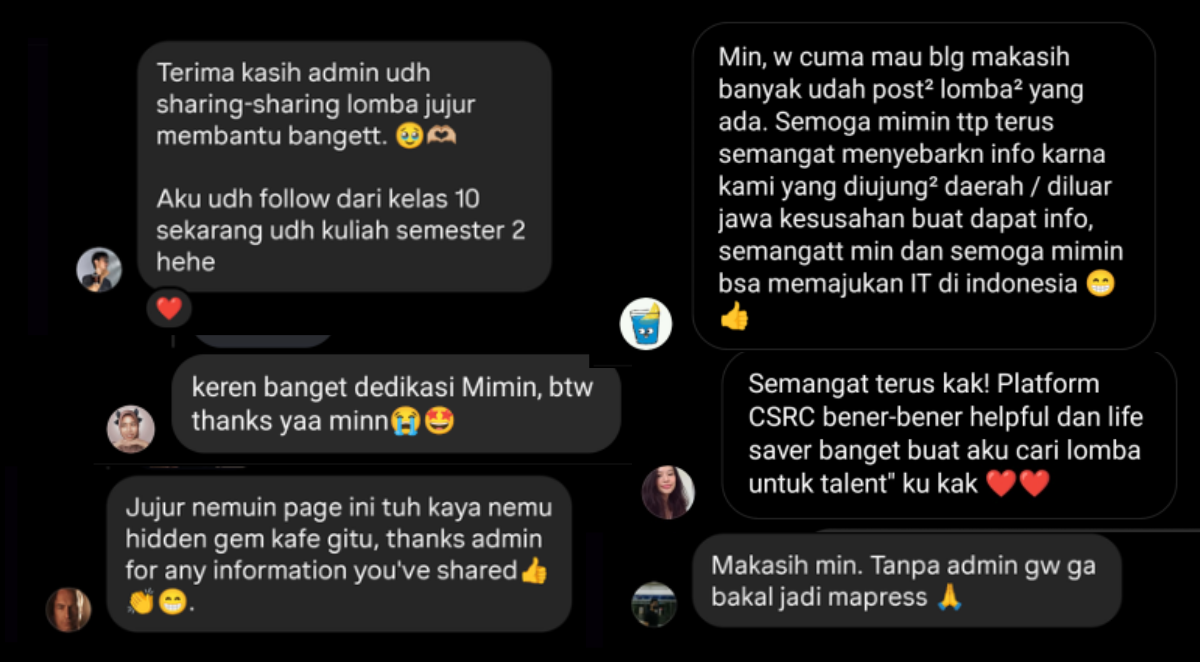 Terima kasih admin udh
sharing-sharing lomba jujur
membantu bangett. 🥹🫶🏼
Aku udh follow dari kelas 10
sekarang udh kuliah semester 2
hehe
keren banget dedikasi Mimin, btw
thanks yaa minn😭🤩
Jujur nemuin page ini tuh kaya nemu
hidden gem kafe gitu, thanks admin
for any information you've shared👍
👏😁.
Min, w cuma mau blg makasih
banyak udah post² lomba² yang
ada. Semoga mimin ttp terus
semangat menyebarkn info karna
kami yang diujung² daerah / diluar
jawa kesusahan buat dapat info,
semangatt min dan semoga mimin
bsa memajukan IT di indonesia 😁
👍
Semangat terus kak! Platform
CSRC bener-bener helpful dan life
saver banget buat aku cari lomba
untuk talent" ku kak ❤️❤️
Makasih min. Tanpa admin gw ga
bakal jadi mapress 🙏